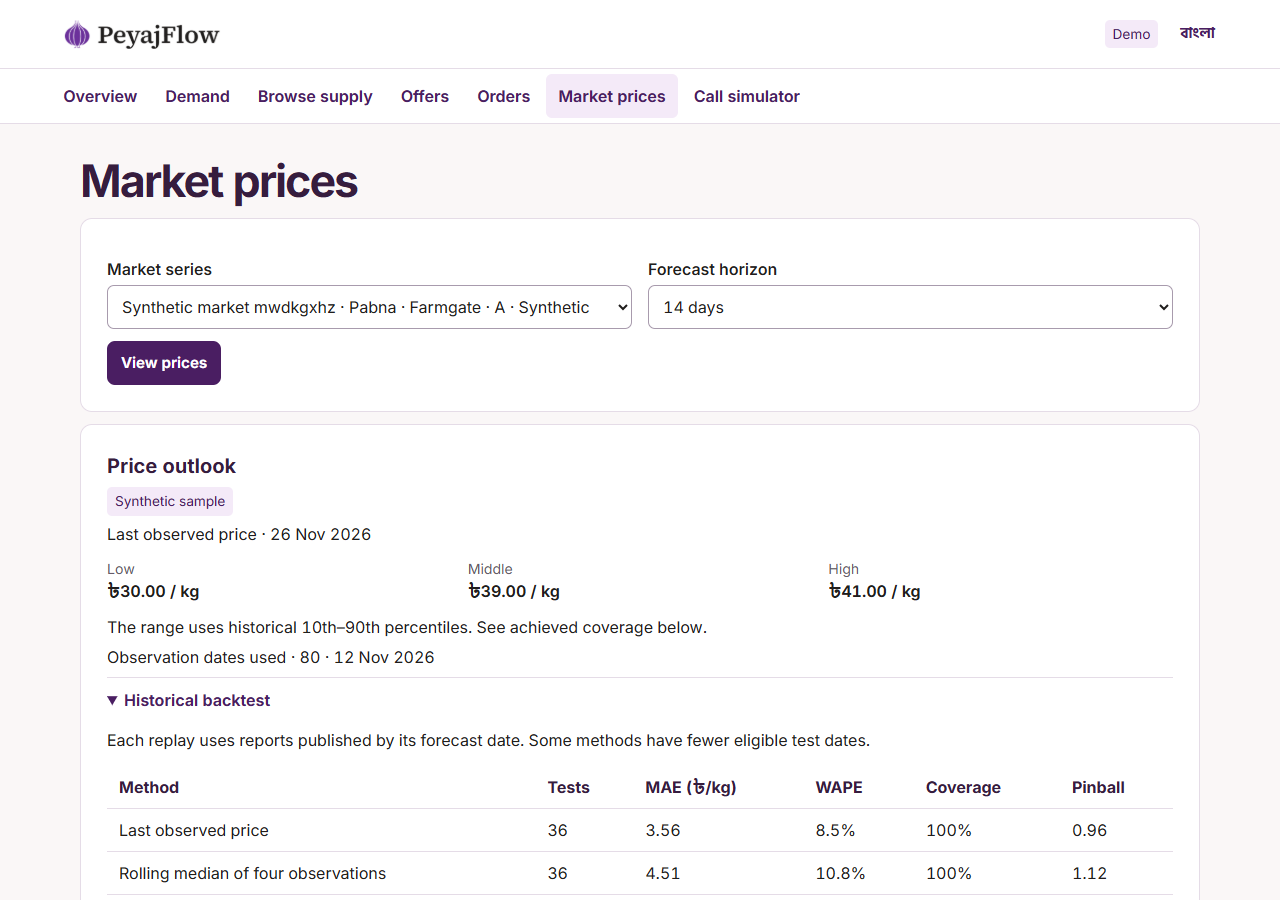 PeyajFlow
Demo বাংলা
Overview Demand Browse supply Offers Orders Market prices Call simulator
Market prices
Market series Forecast horizon
Synthetic market mwdkgxhz · Pabna · Farmgate · A · Synthetic 14 days
View prices
Price outlook
Synthetic sample
Last observed price · 26 Nov 2026
Low Middle High
৳30.00 / kg ৳39.00 / kg ৳41.00 / kg
The range uses historical 10th–90th percentiles. See achieved coverage below.
Observation dates used · 80 · 12 Nov 2026
▼ Historical backtest
Each replay uses reports published by its forecast date. Some methods have fewer eligible test dates.
Method Tests MAE (৳/kg) WAPE Coverage Pinball
Last observed price 36 3.56 8.5% 100% 0.96
Rolling median of four observations 36 4.51 10.8% 100% 1.12